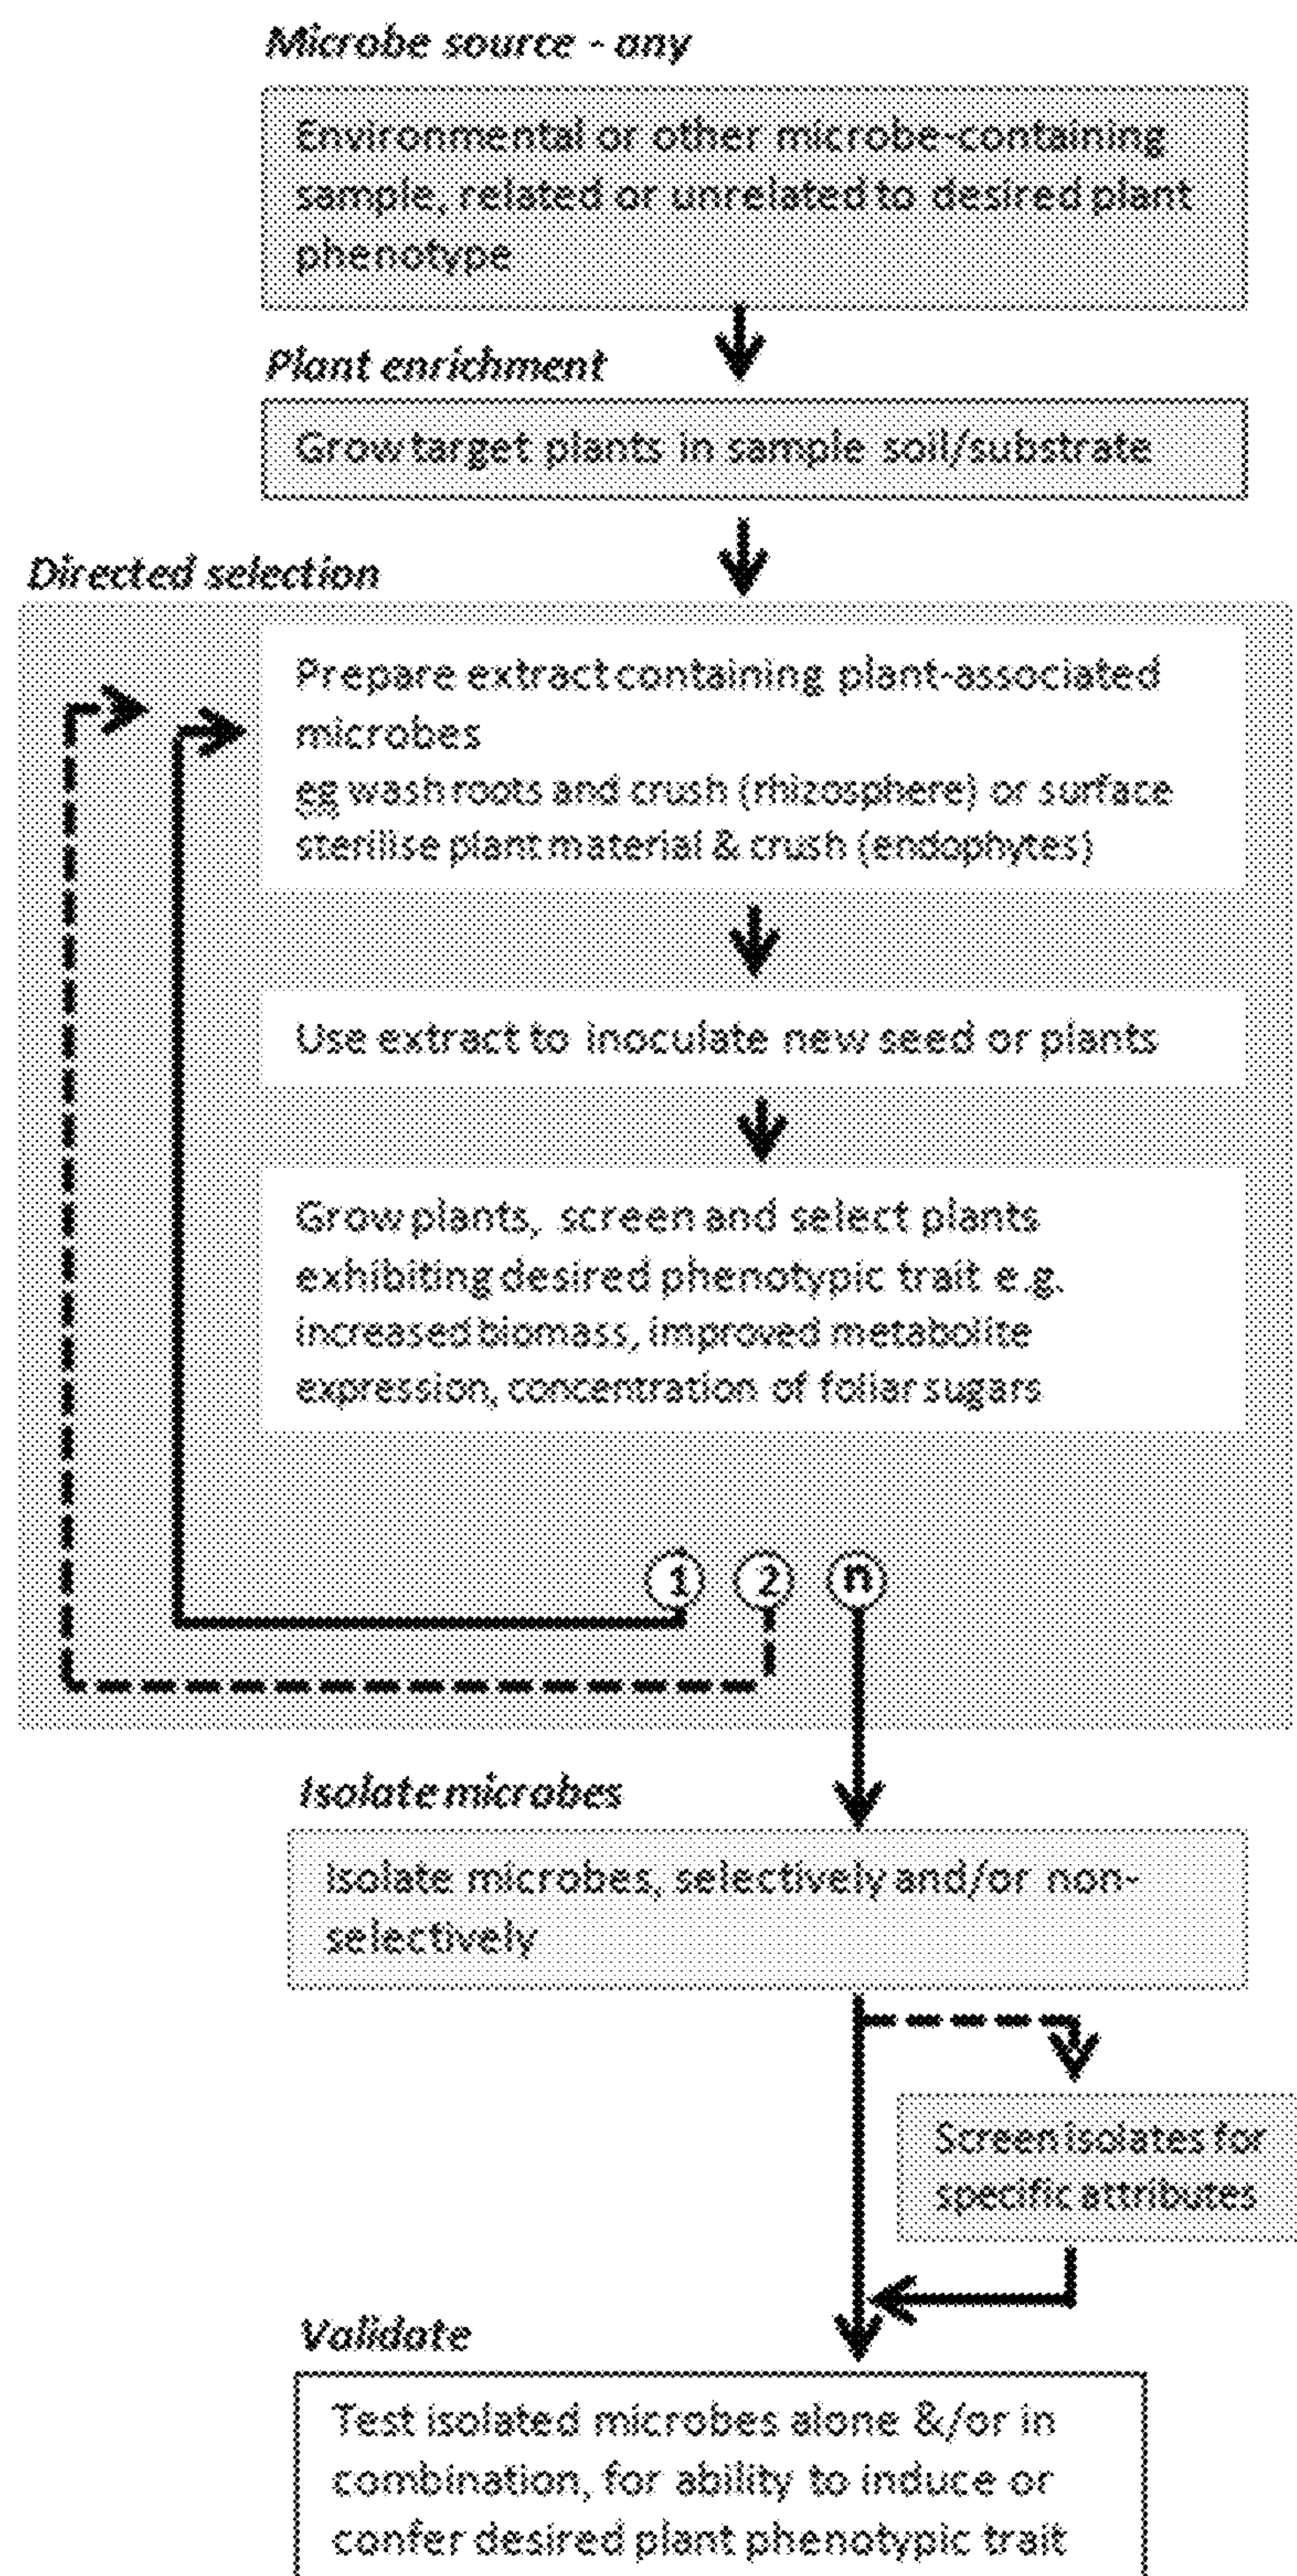 Microbe source - any
Environmental or other microbe-containing
sample, related or unrelated to desired plant
phenotype
Plant enrichment
Grow target plants in sample soil/substrate
Directed selection
Prepare extract containing plant-associated
microbes
eg wash roots and crush (rhizosphere) or surface
sterilise plant material & crush (endophytes)
Use extract to inoculate new seed or plants
Grow plants, screen and select plants
exhibiting desired phenotypic trait e.g.
increased biomass, improved metabolite
expression, concentration of foliar sugars
1 2 n
Isolate microbes
Isolate microbes, selectively and/or non-
selectively
Screen isolates for
specific attributes
Validate
Test isolated microbes alone &/or in
combination, for ability to induce or
confer desired plant phenotypic trait